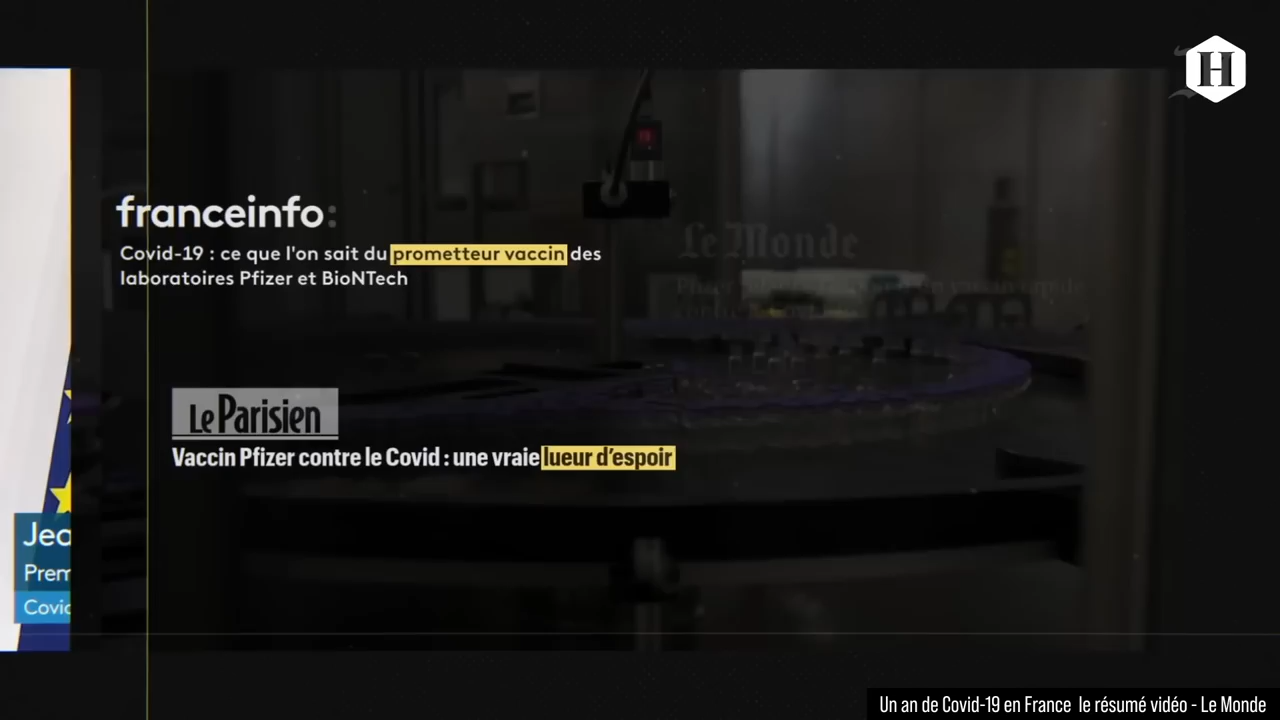 H
franceinfo:
Covid-19 : ce que l'on sait du prometteur vaccin des
laboratoires Pfizer et BioNTech
Le Monde
Le Parisien
Vaccin Pfizer contre le Covid : une vraie lueur d'espoir
Jea
Prem
Covid
Un an de Covid-19 en France le résumé vidéo - Le Monde